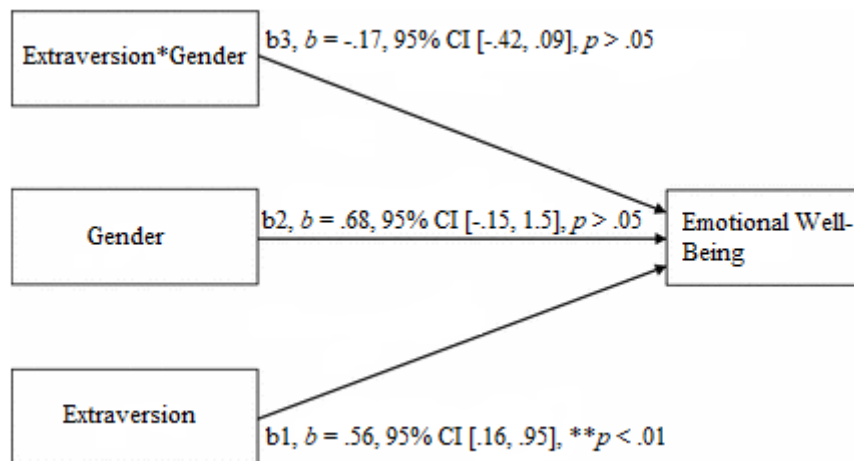 b3, b = -.17, 95% CI [-.42, .09], p > .05
Extraversion*Gender
b2, b = .68, 95% CI [-.15, 1.5], p > .05
Gender
Emotional Well-
Being
Extraversion
b1, b = .56, 95% CI [.16, .95], **p < .01